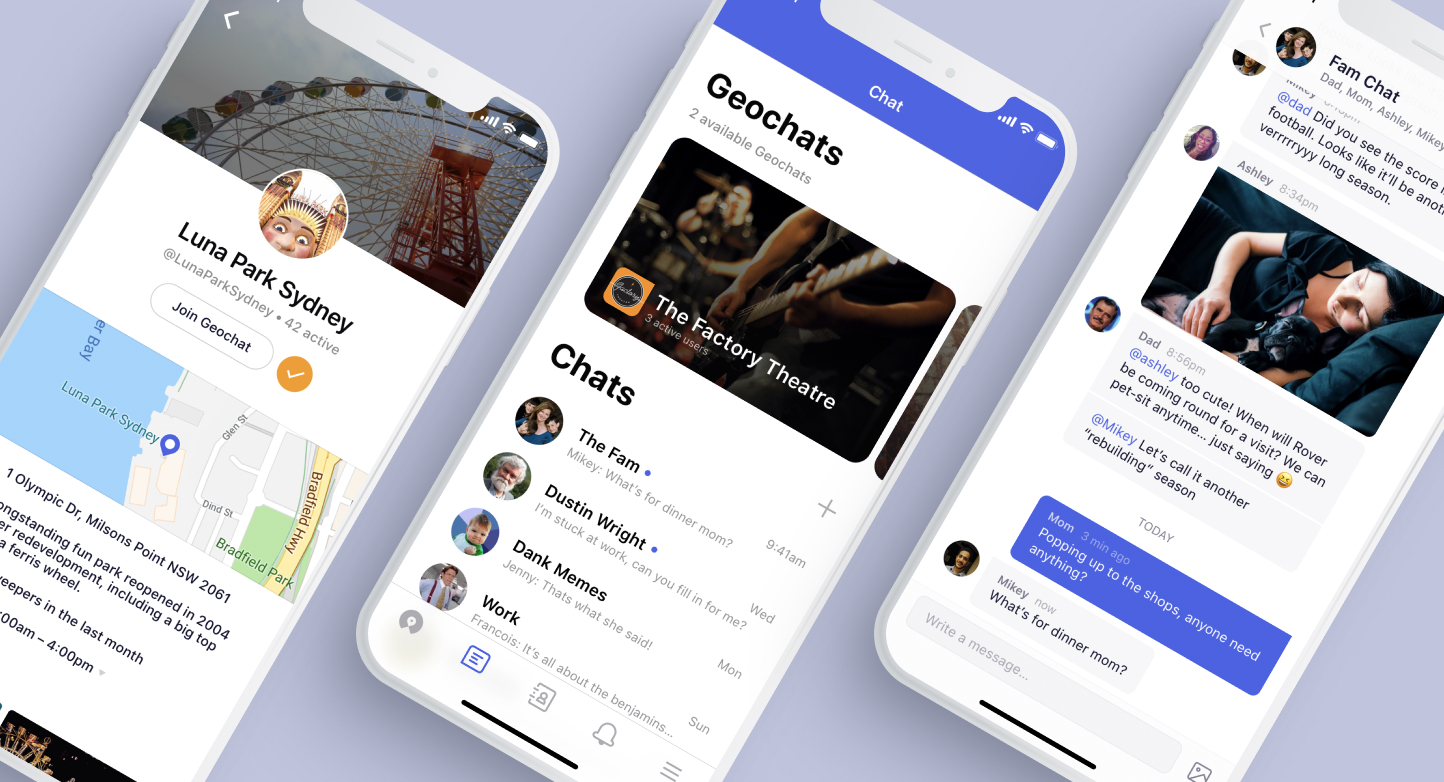 Luna Park Sydney
@LunaParkSydney • 42 active
Join Geochat
er Bay
Luna Park Sydney
Glen St
Dind St
Bradfield Hwy
Bradfield Park
1 Olympic Dr, Milsons Point NSW 2061
ongstanding fun park reopened in 2004
er redevelopment, including a big top
a ferris wheel.
eepers in the last month
:00am – 4:00pm
Chat
Geochats
2 available Geochats
The Factory Theatre
3 active users
Chats
The Fam
Mikey: What's for dinner mom?
9:41am
Dustin Wright
I'm stuck at work, can you fill in for me?
Wed
Dank Memes
Jenny: Thats what she said!
Mon
Work
Francois: It's all about the benjamins...
Sun
Fam Chat
Dad, Mom, Ashley, Mikey
Mikey
@dad Did you see the score
football. Looks like it'll be anot
verrrrryyy long season.
Ashley 8:34pm
Dad 8:56pm
@ashley too cute! When will Rover
be coming round for a visit? We can
pet-sit anytime... just saying 😆
@Mikey Let's call it another
“rebuilding” season
TODAY
Mom 3 min ago
Popping up to the shops, anyone need
anything?
Mikey now
What's for dinner mom?
Write a message...